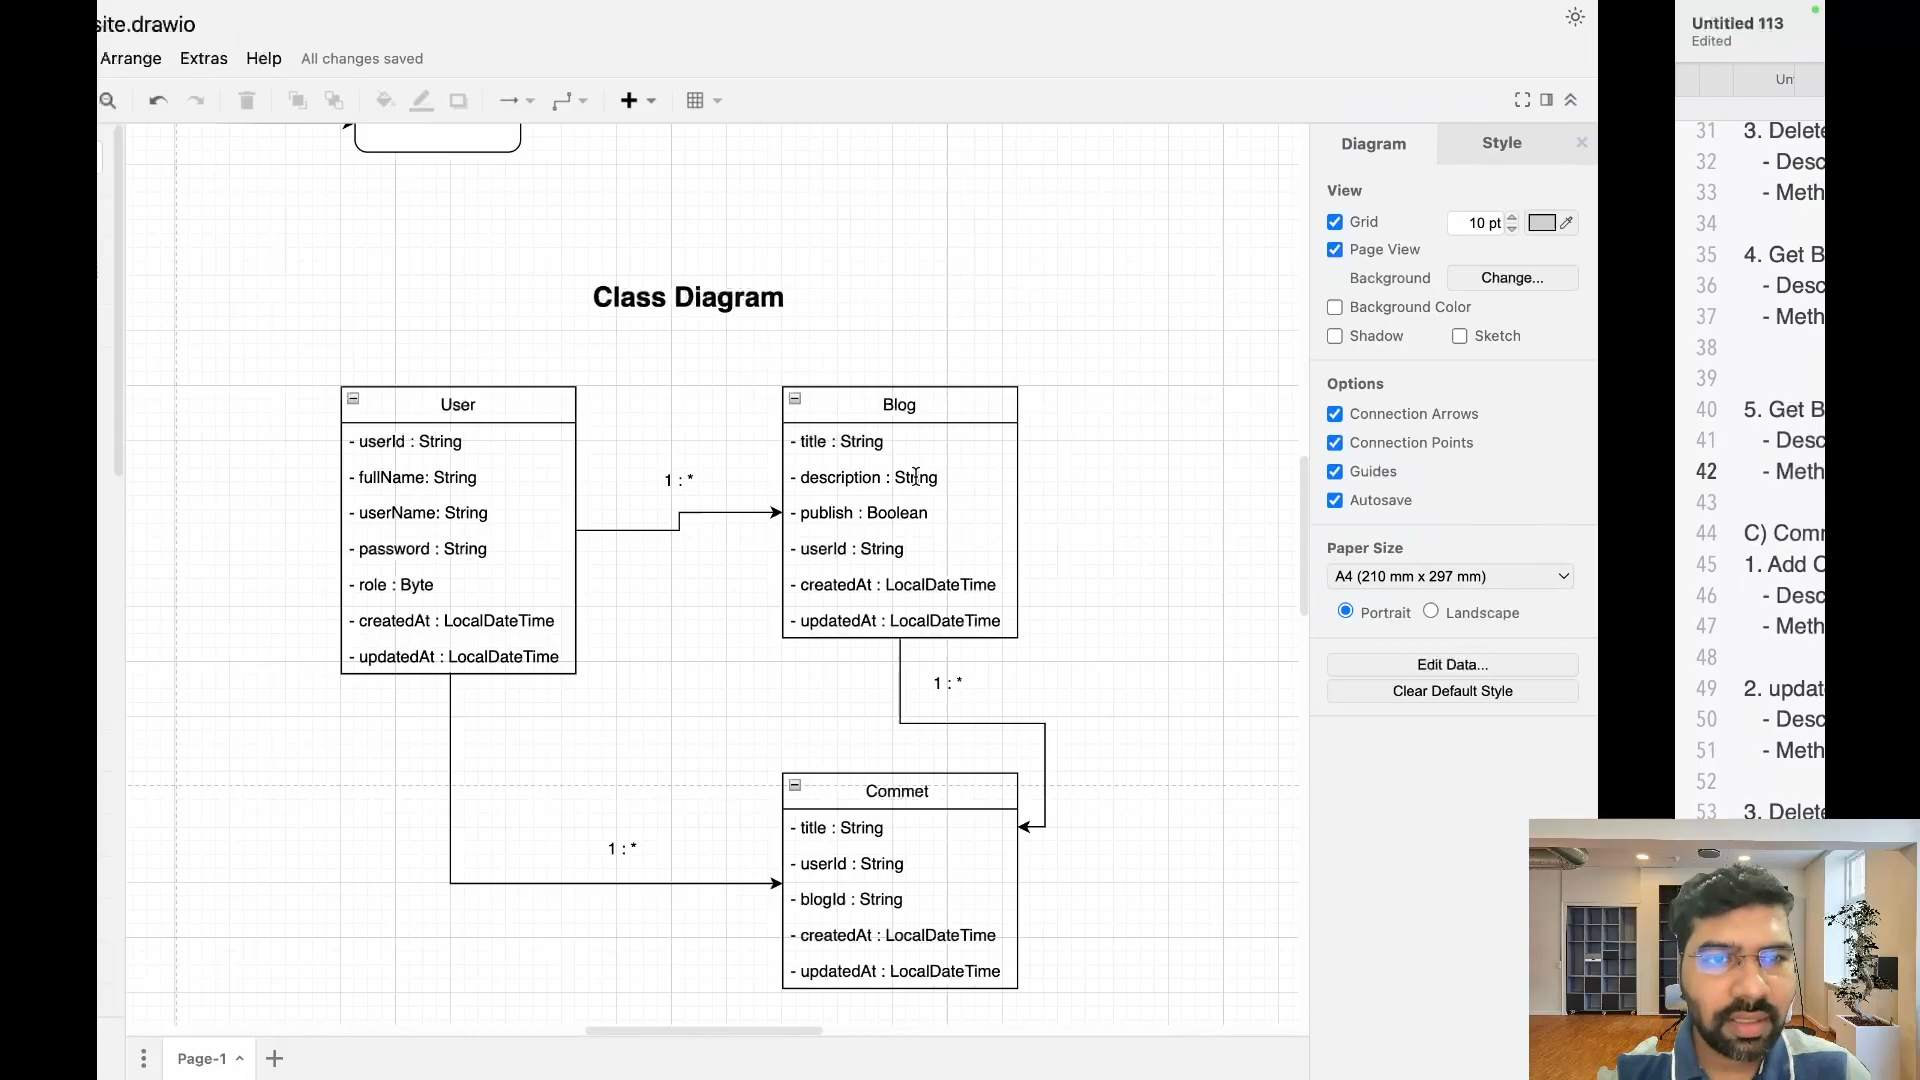 site.drawio
Arrange Extras Help All changes saved
Class Diagram
User
- userId : String
- fullName: String
- userName: String
- password : String
- role : Byte
- createdAt : LocalDateTime
- updatedAt : LocalDateTime
1 : *
Blog
- title : String
- description : String
- publish : Boolean
- userId : String
- createdAt : LocalDateTime
- updatedAt : LocalDateTime
1 : *
1 : *
Commet
- title : String
- userId : String
- blogId : String
- createdAt : LocalDateTime
- updatedAt : LocalDateTime
Page-1
Diagram Style
View
Grid 10 pt
Page View
Background Change...
Background Color
Shadow Sketch
Options
Connection Arrows
Connection Points
Guides
Autosave
Paper Size
A4 (210 mm x 297 mm)
Portrait Landscape
Edit Data...
Clear Default Style
Untitled 113
Edited
Un
31 3. Delete
32 - Desc
33 - Meth
34
35 4. Get B
36 - Desc
37 - Meth
38
39
40 5. Get B
41 - Desc
42 - Meth
43
44 C) Comm
45 1. Add C
46 - Desc
47 - Meth
48
49 2. updat
50 - Desc
51 - Meth
52
53 3. Delete